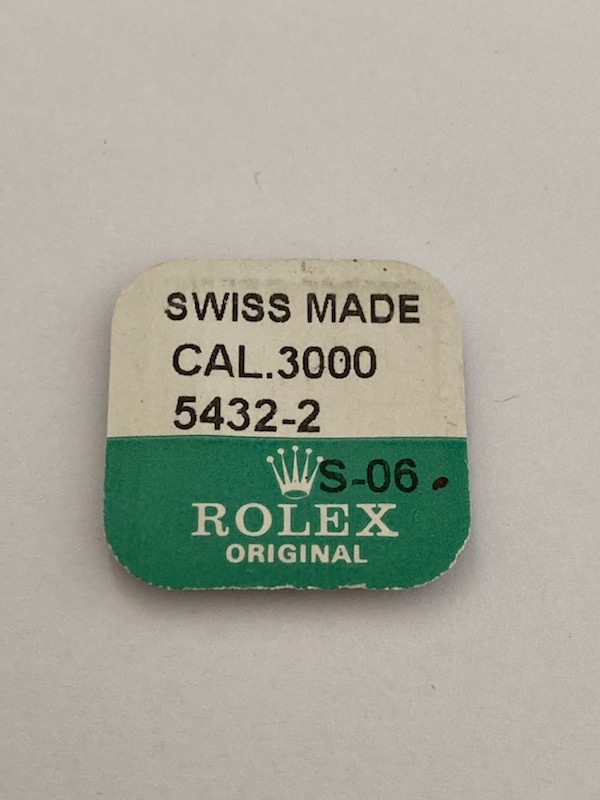 SWISS MADE
CAL.3000
5432-2
S-06
ROLEX
ORIGINAL